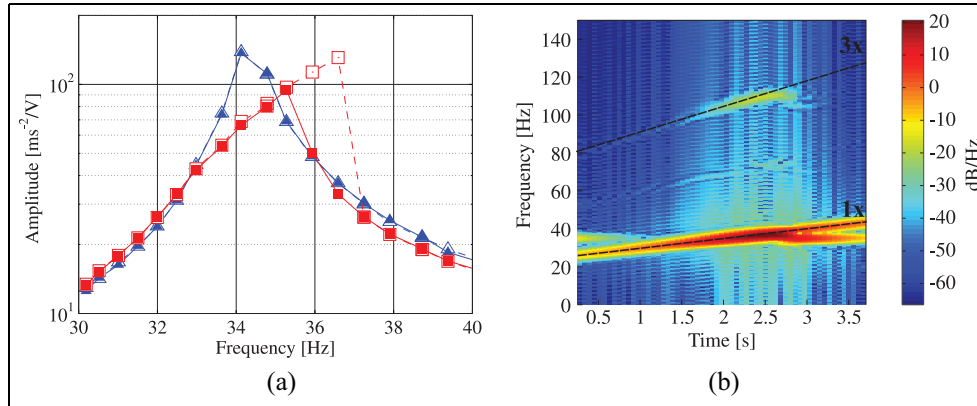 Amplitude [ms⁻²/V]
10²
10¹
30 32 34 36 38 40
Frequency [Hz]
(a)
Frequency [Hz]
140
120
100
80
60
40
20
0
0.5 1 1.5 2 2.5 3 3.5
Time [s]
3x
1x
(b)
20
10
0
-10
-20
-30
-40
-50
-60
dB/Hz